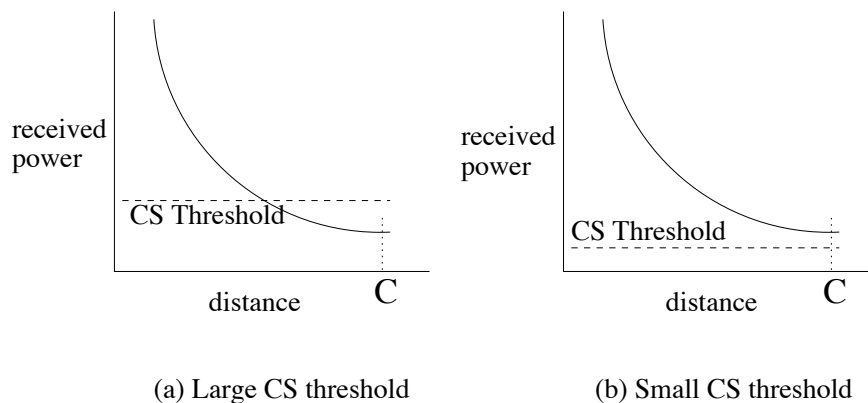 received
power
CS Threshold
C
distance
(a) Large CS threshold
received
power
CS Threshold
C
distance
(b) Small CS threshold